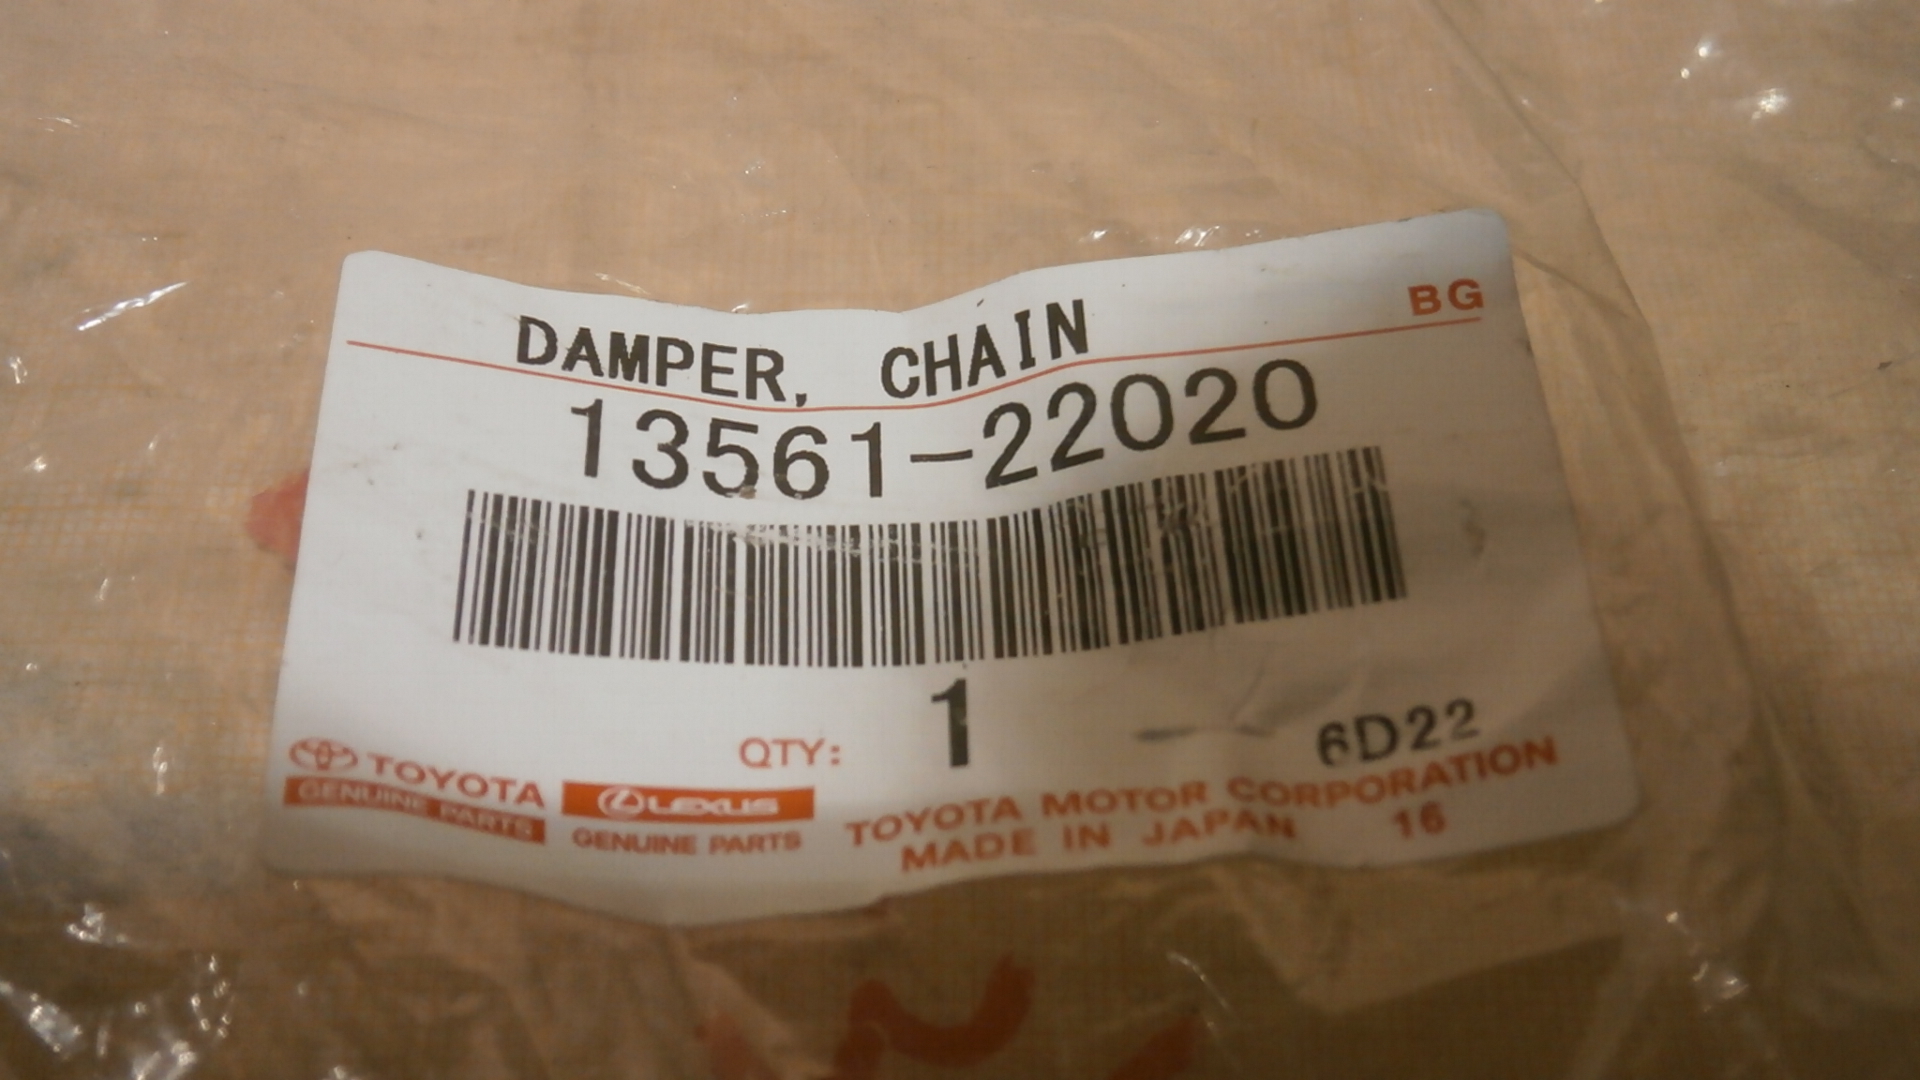 BG
DAMPER, CHAIN
13561-22020
QTY: 1
6D22
TOYOTA
GENUINE PARTS
LEXUS
GENUINE PARTS
TOYOTA MOTOR CORPORATION
MADE IN JAPAN 16